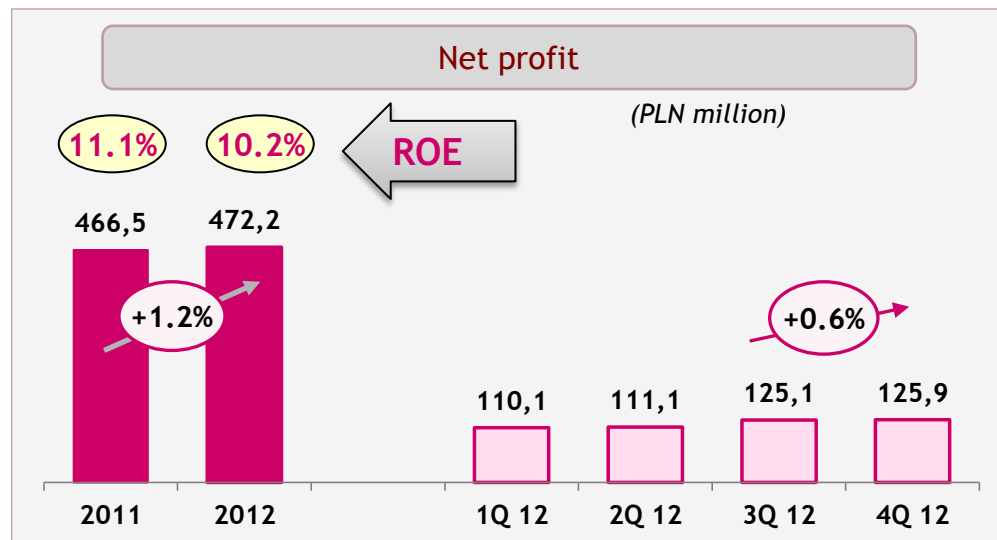 Net profit
(PLN million)
11.1% 10.2% ROE
466,5 472,2
+1.2% +0.6%
110,1 111,1 125,1 125,9
2011 2012 1Q 12 2Q 12 3Q 12 4Q 12